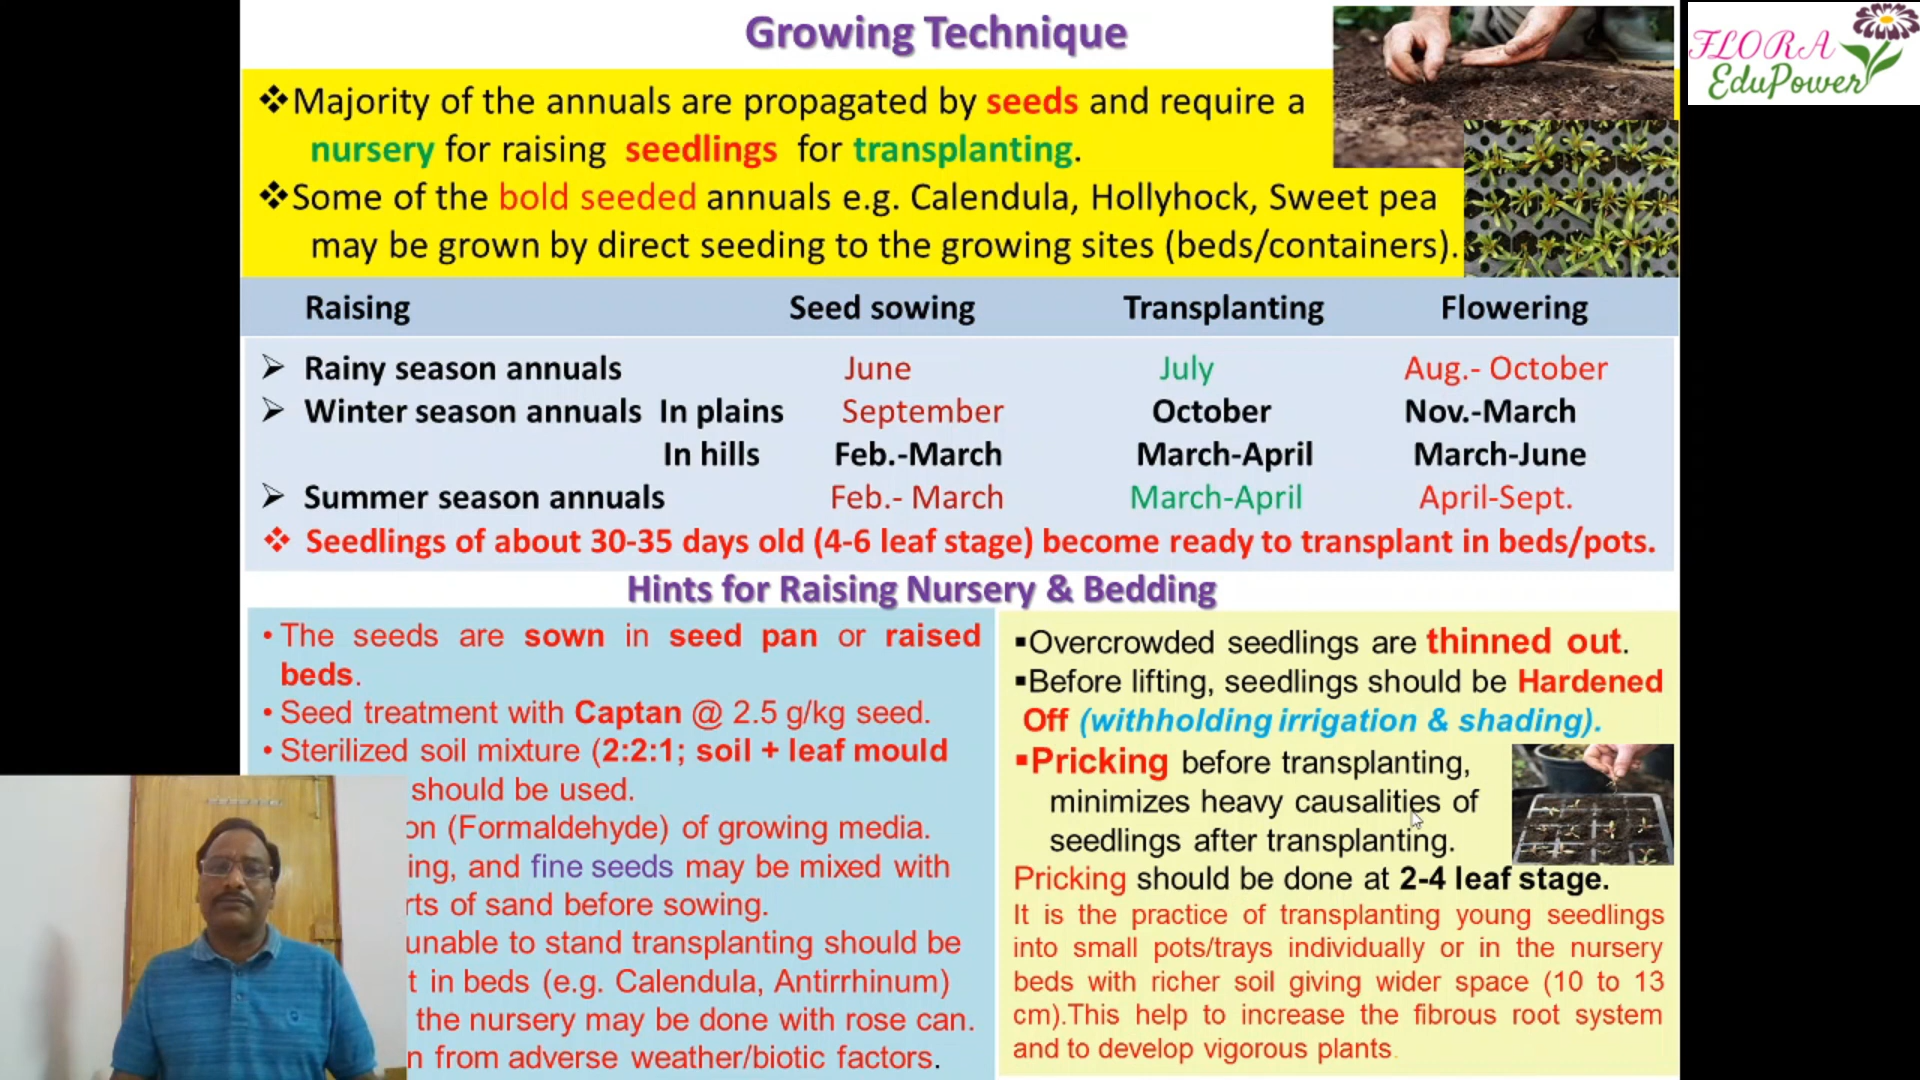 Growing Technique
FLORA
EduPower
❖Majority of the annuals are propagated by seeds and require a
nursery for raising seedlings for transplanting.
❖Some of the bold seeded annuals e.g. Calendula, Hollyhock, Sweet pea
may be grown by direct seeding to the growing sites (beds/containers).
Raising Seed sowing Transplanting Flowering
➢ Rainy season annuals June July Aug.- October
➢ Winter season annuals In plains September October Nov.-March
In hills Feb.-March March-April March-June
➢ Summer season annuals Feb.- March March-April April-Sept.
❖ Seedlings of about 30-35 days old (4-6 leaf stage) become ready to transplant in beds/pots.
Hints for Raising Nursery & Bedding
• The seeds are sown in seed pan or raised
beds.
• Seed treatment with Captan @ 2.5 g/kg seed.
• Sterilized soil mixture (2:2:1; soil + leaf mould
should be used.
(Formaldehyde) of growing media.
and fine seeds may be mixed with
of sand before sowing.
unable to stand transplanting should be
in beds (e.g. Calendula, Antirrhinum)
the nursery may be done with rose can.
from adverse weather/biotic factors.
▪Overcrowded seedlings are thinned out.
▪Before lifting, seedlings should be Hardened
Off (withholding irrigation & shading).
▪Pricking before transplanting,
minimizes heavy causalities of
seedlings after transplanting.
Pricking should be done at 2-4 leaf stage.
It is the practice of transplanting young seedlings
into small pots/trays individually or in the nursery
beds with richer soil giving wider space (10 to 13
cm).This help to increase the fibrous root system
and to develop vigorous plants.